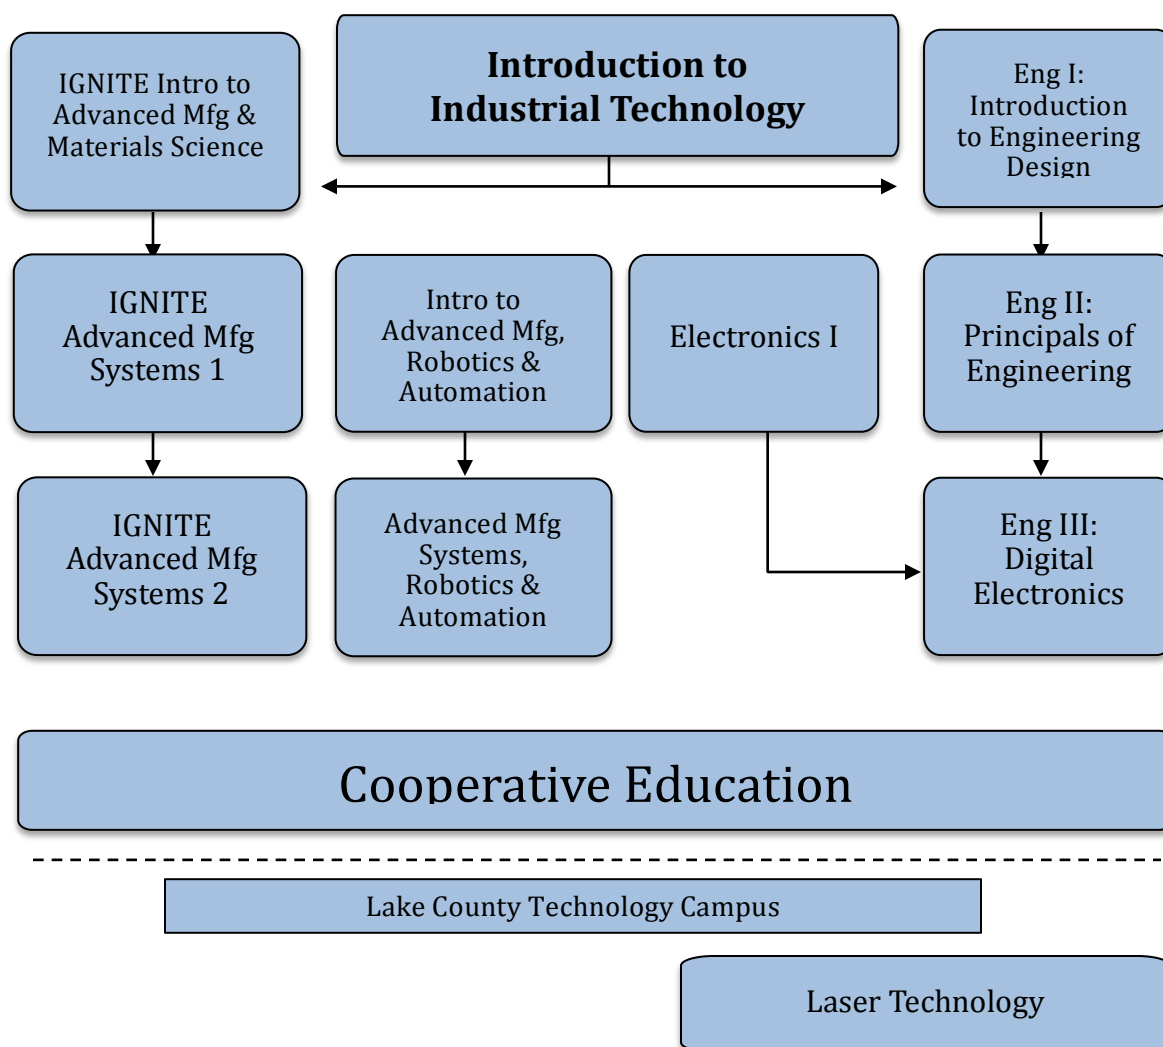 IGNITE Intro to
Advanced Mfg &
Materials Science
Introduction to
Industrial Technology
Eng I:
Introduction
to Engineering
Design
IGNITE
Advanced Mfg
Systems 1
Intro to
Advanced Mfg,
Robotics &
Automation
Electronics I
Eng II:
Principals of
Engineering
IGNITE
Advanced Mfg
Systems 2
Advanced Mfg
Systems,
Robotics &
Automation
Eng III:
Digital
Electronics
Cooperative Education
Lake County Technology Campus
Laser Technology